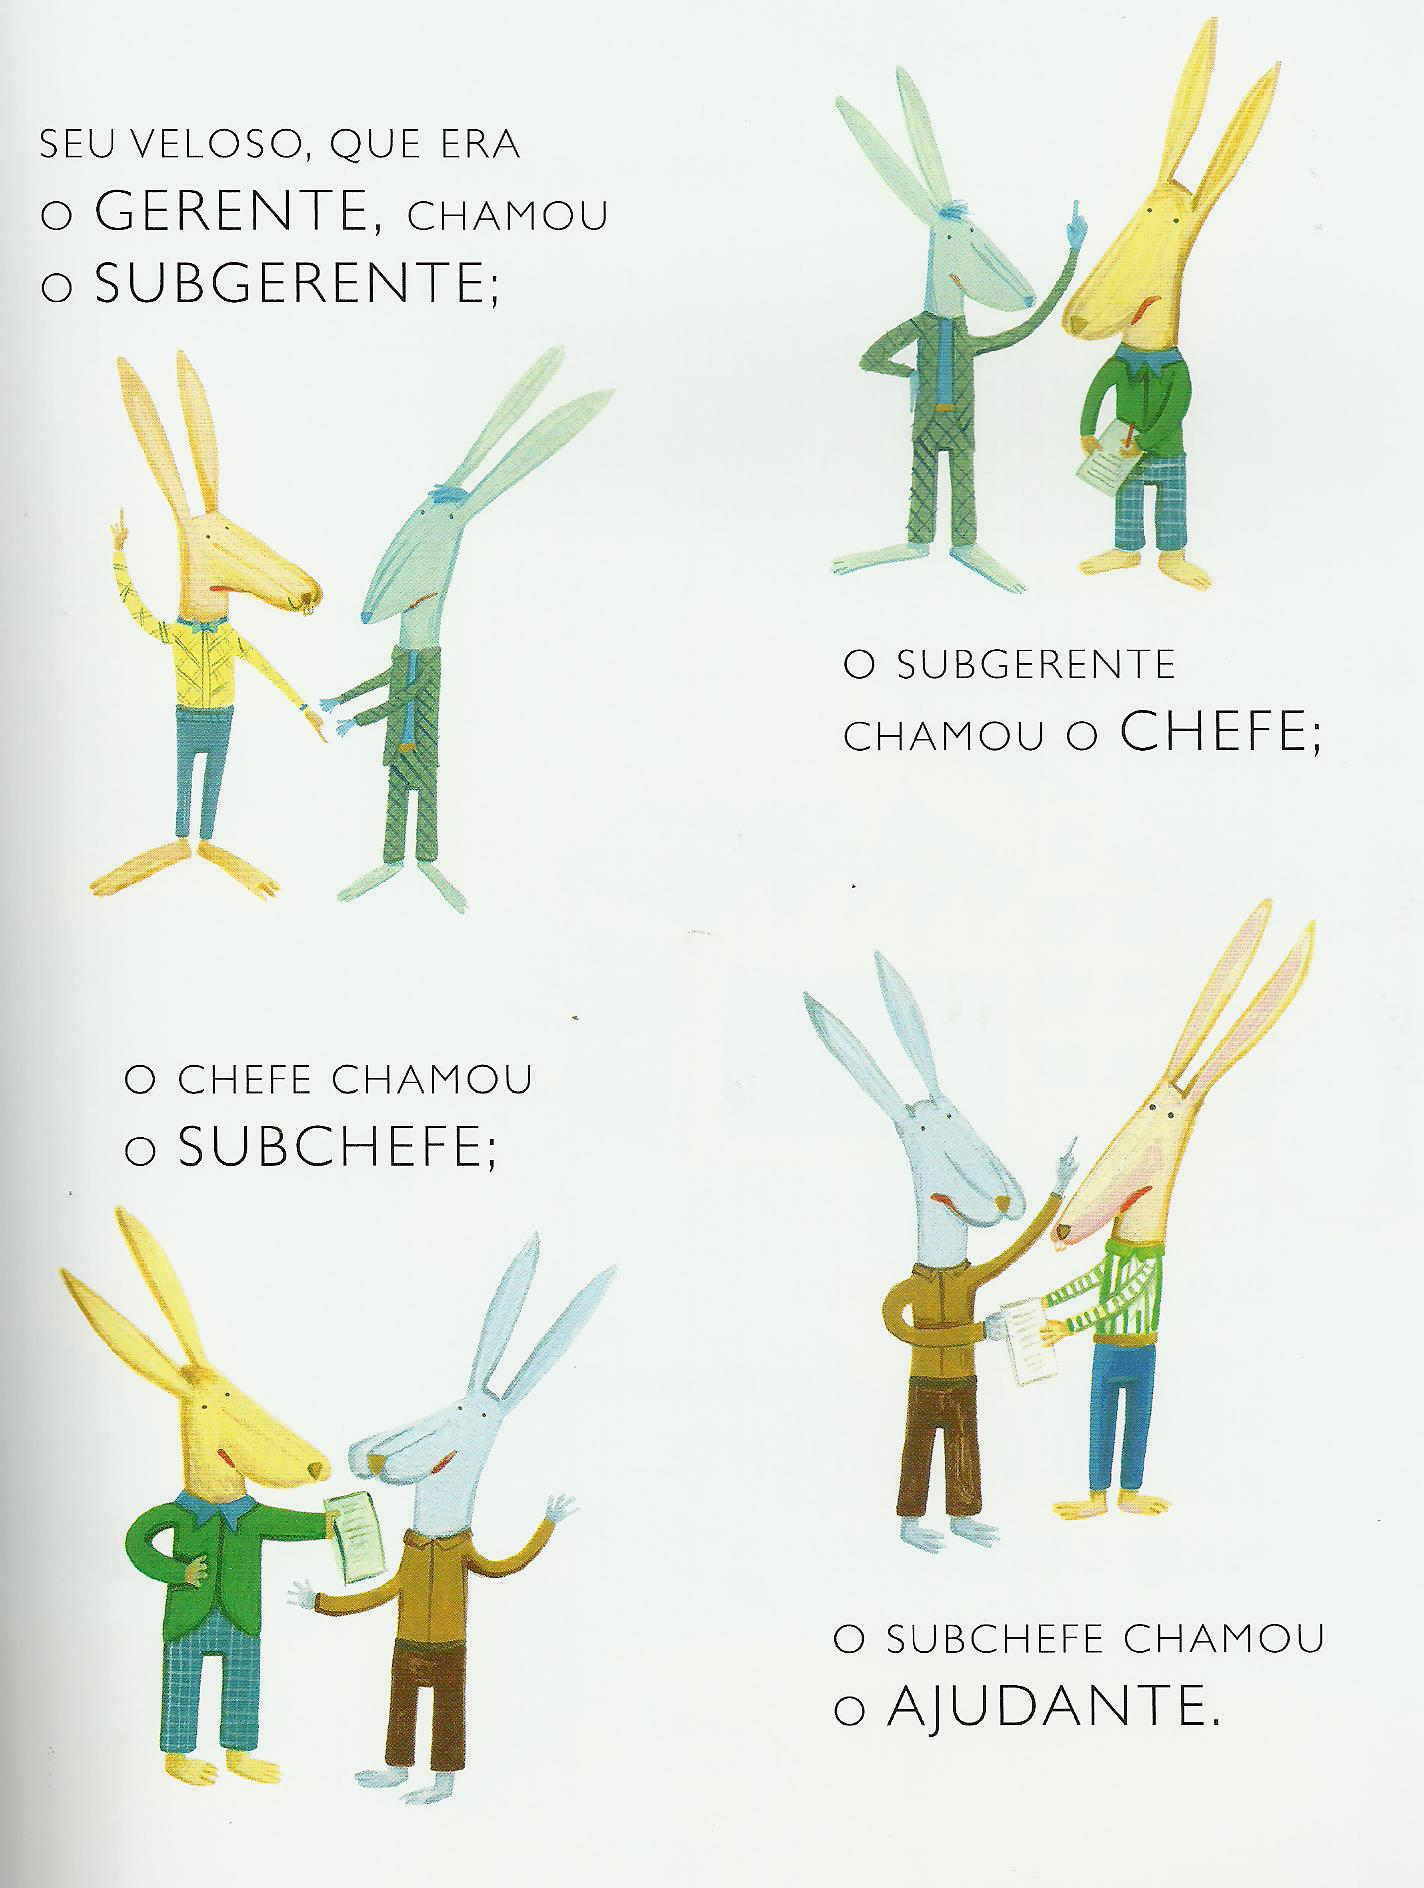 SEU VELOSO, QUE ERA
O GERENTE, CHAMOU
O SUBGERENTE;
O SUBGERENTE
CHAMOU O CHEFE;
O CHEFE CHAMOU
O SUBCHEFE;
O SUBCHEFE CHAMOU
O AJUDANTE.